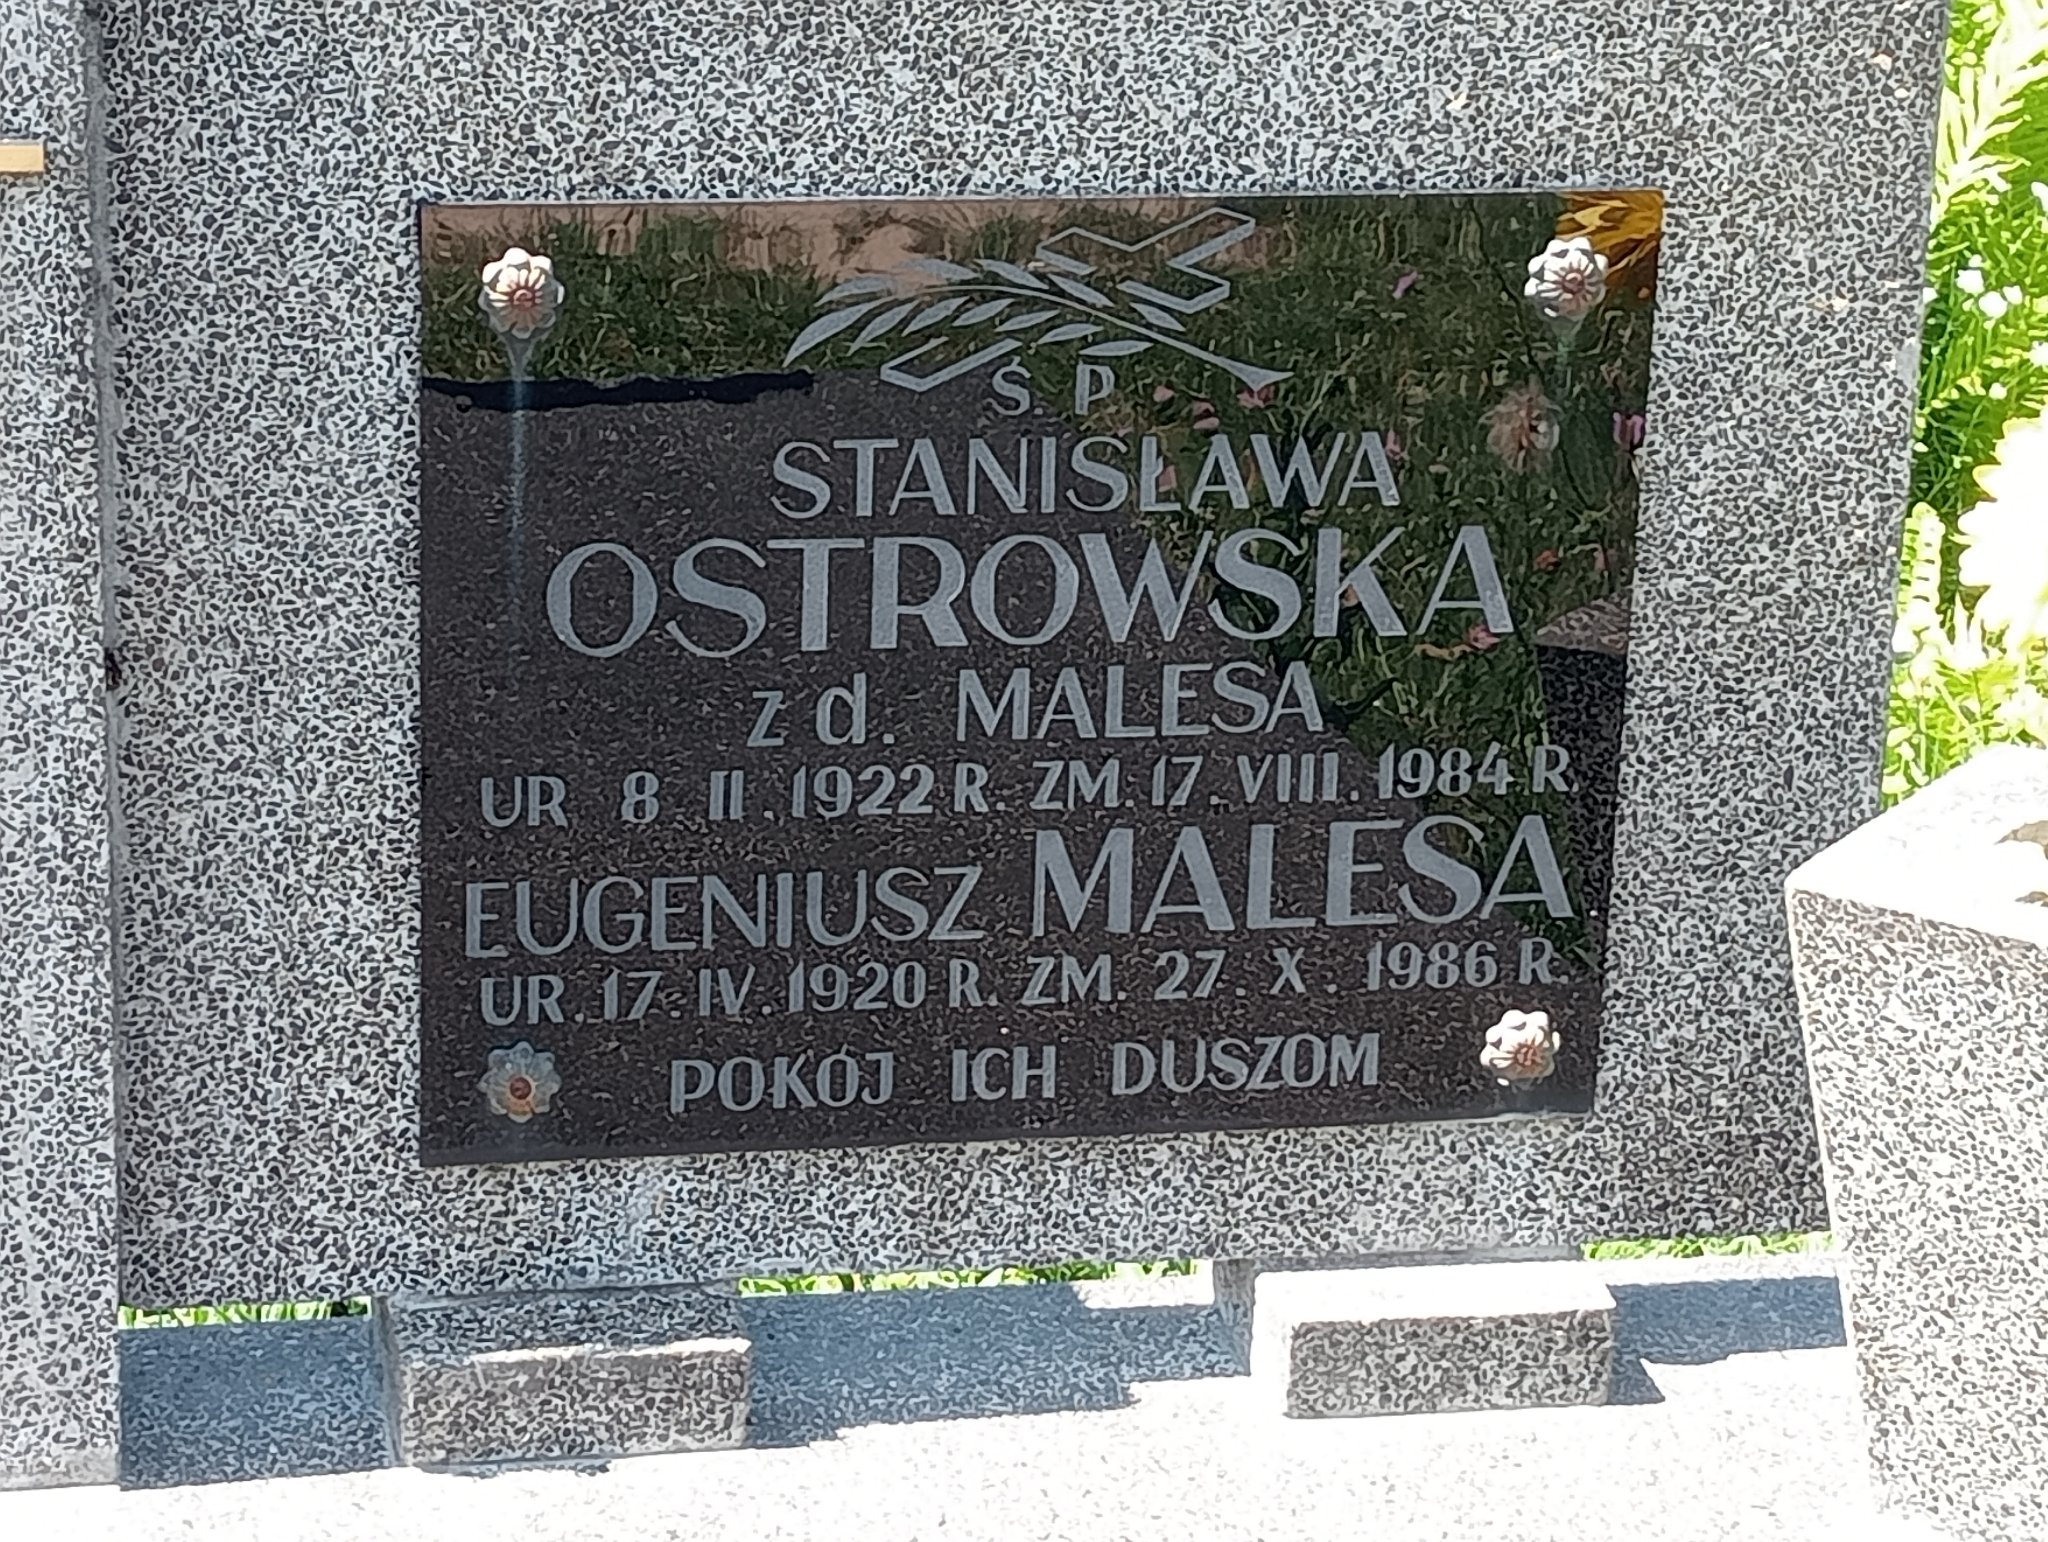 Ś. P
STANISŁAWA
OSTROWSKA
z d. MALESA
UR 8 II. 1922 R. ZM. 17. VIII. 1984 R.
EUGENIUSZ MALESA
UR. 17. IV. 1920 R. ZM. 27. X. 1986 R.
POKÓJ ICH DUSZOM